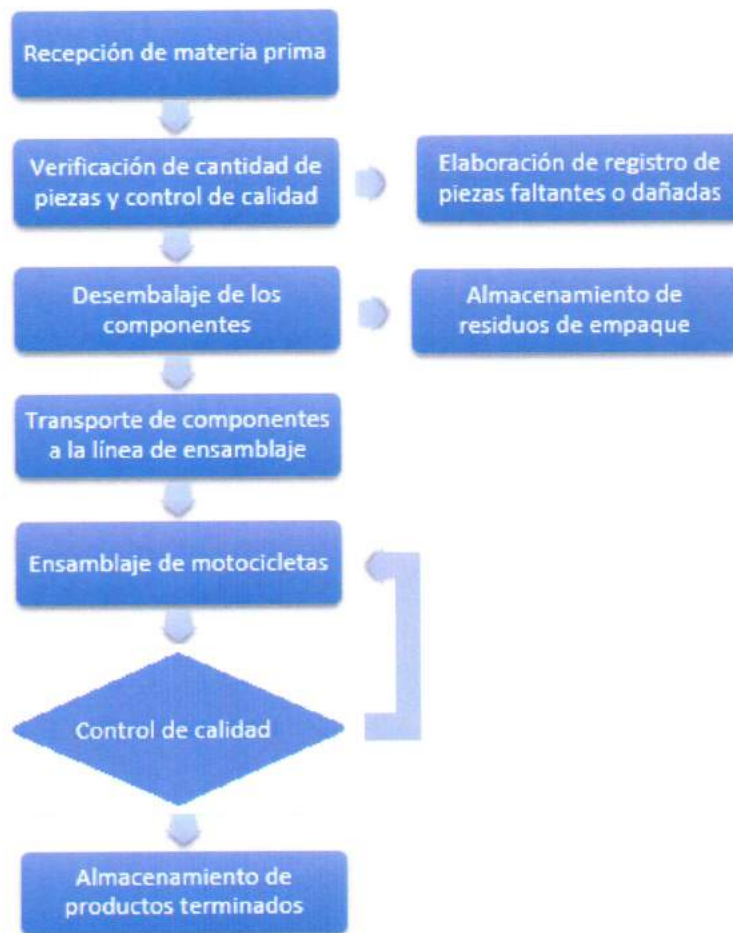 Recepción de materia prima
Verificación de cantidad de
piezas y control de calidad
Elaboración de registro de
piezas faltantes o dañadas
Desembalaje de los
componentes
Almacenamiento de
residuos de empaque
Transporte de componentes
a la línea de ensamblaje
Ensamblaje de motocicletas
Control de calidad
Almacenamiento de
productos terminados